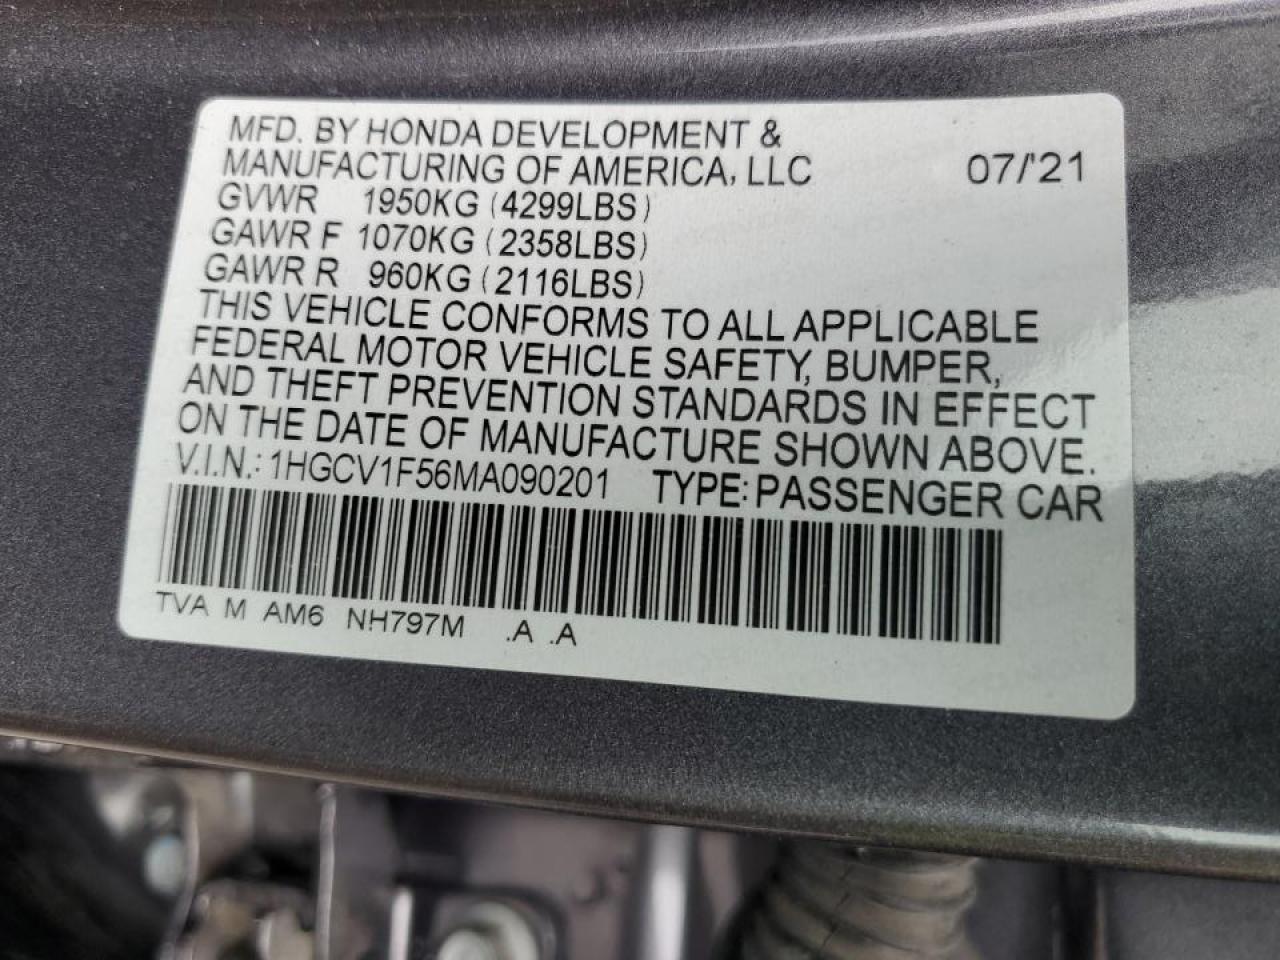 MFD. BY HONDA DEVELOPMENT &
MANUFACTURING OF AMERICA, LLC 07/'21
GVWR 1950KG (4299LBS)
GAWR F 1070KG (2358LBS)
GAWR R 960KG (2116LBS)
THIS VEHICLE CONFORMS TO ALL APPLICABLE
FEDERAL MOTOR VEHICLE SAFETY, BUMPER,
AND THEFT PREVENTION STANDARDS IN EFFECT
ON THE DATE OF MANUFACTURE SHOWN ABOVE.
V.I.N.: 1HGCV1F56MA090201 TYPE: PASSENGER CAR
TVA M AM6 NH797M .A .A